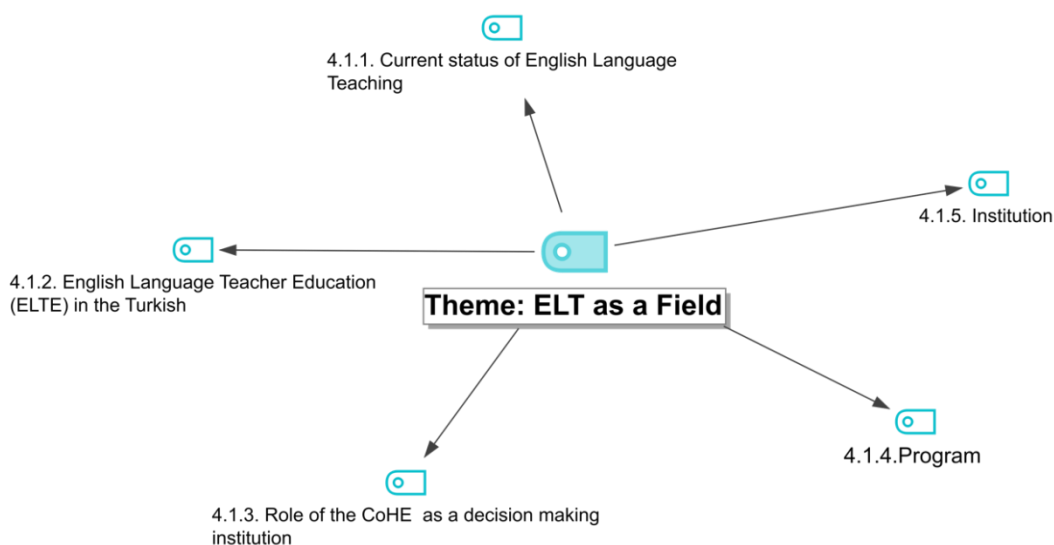 4.1.1. Current status of English Language
Teaching
4.1.5. Institution
4.1.2. English Language Teacher Education
(ELTE) in the Turkish
Theme: ELT as a Field
4.1.4.Program
4.1.3. Role of the CoHE  as a decision making
institution